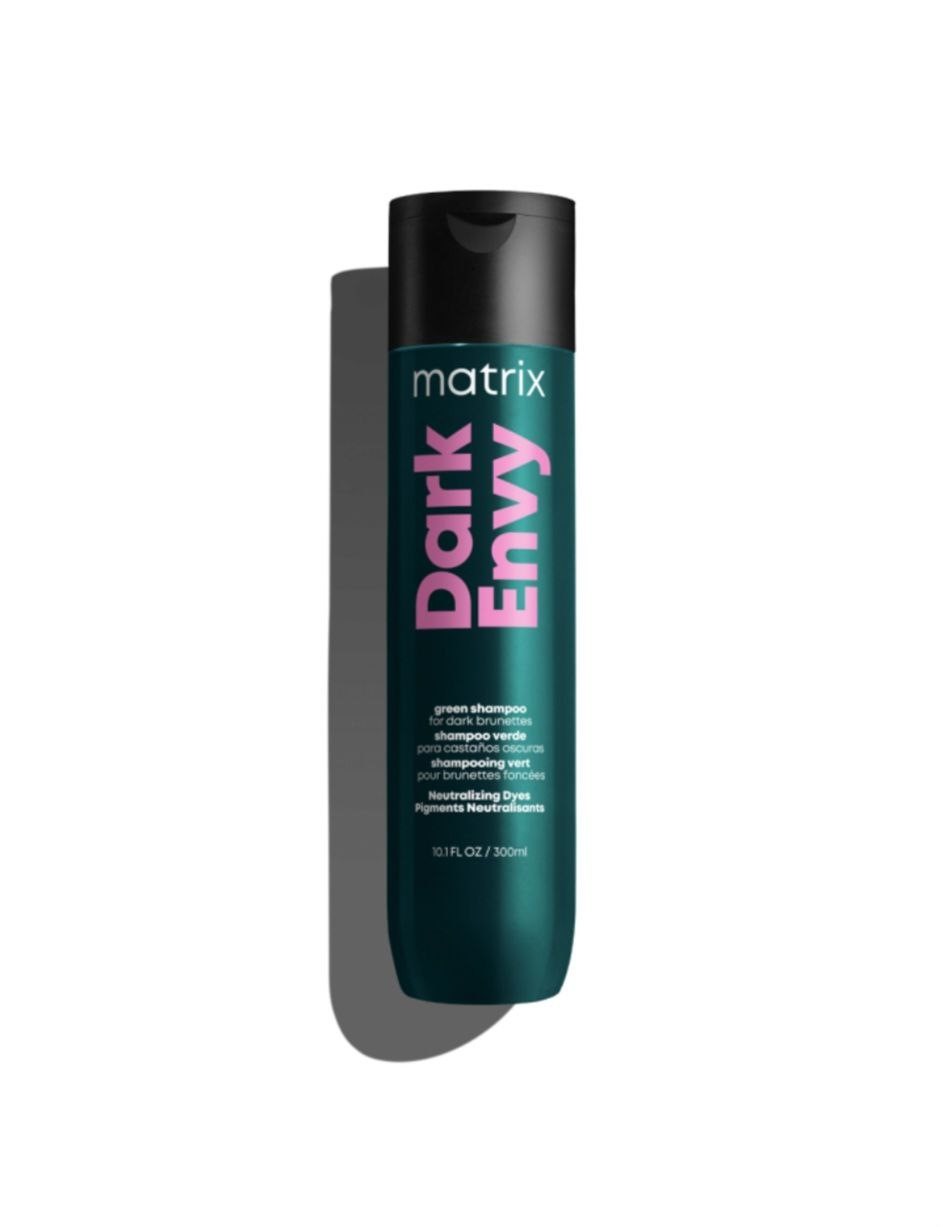 matrix
Dark
Envy
green shampoo
for dark brunettes
shampoo verde
para castaños oscuras
shampooing vert
pour brunettes foncées
Neutralizing Dyes
Pigments Neutralisants
10.1 FL OZ / 300ml